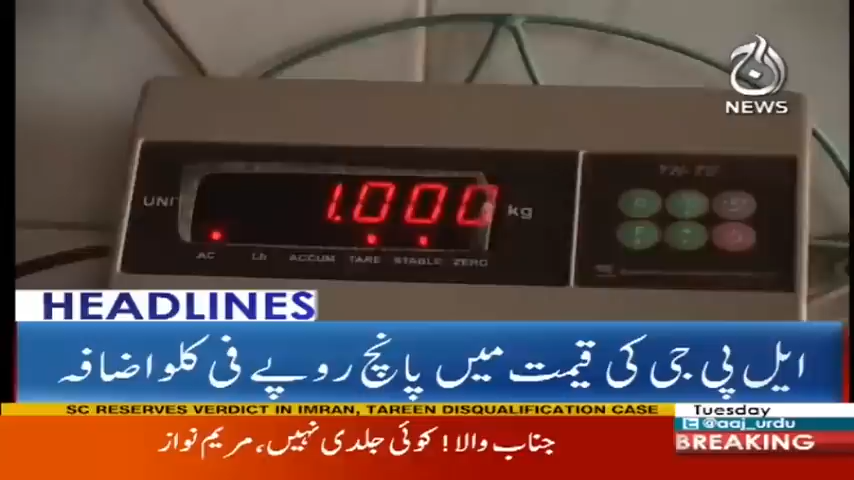 آج
NEWS
UNIT
1.000
kg
AC Lb ACCUM TARE STABLE ZERO
HEADLINES
ایل پی جی کی قیمت میں پانچ روپے فی کلو اضافہ
SC RESERVES VERDICT IN IMRAN, TAREEN DISQUALIFICATION CASE
Tuesday
@aaj_urdu
BREAKING
جناب والا! کوئی جلدی نہیں، مریم نواز